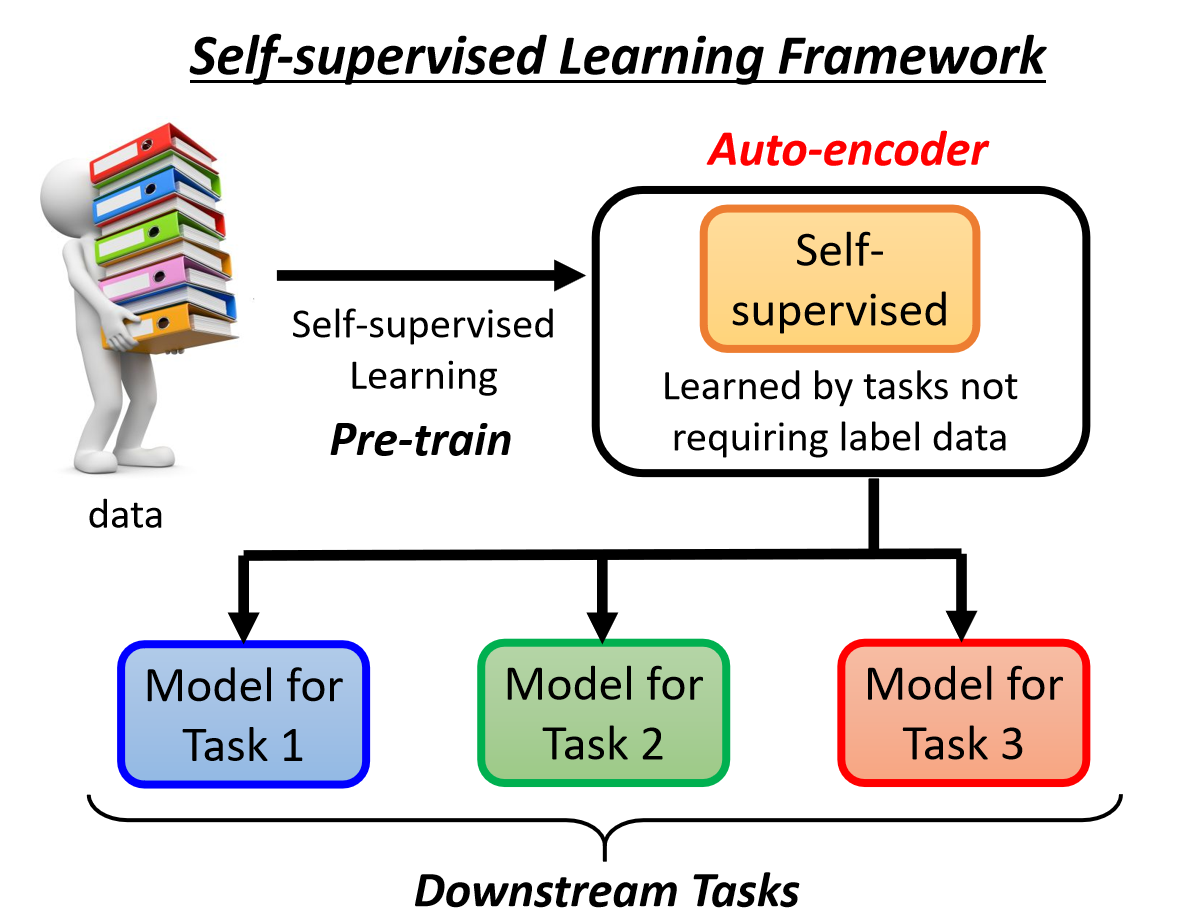 Self-supervised Learning Framework
Auto-encoder
Self-
supervised
Learned by tasks not
requiring label data
Self-supervised
Learning
Pre-train
data
Model for
Task 1
Model for
Task 2
Model for
Task 3
Downstream Tasks